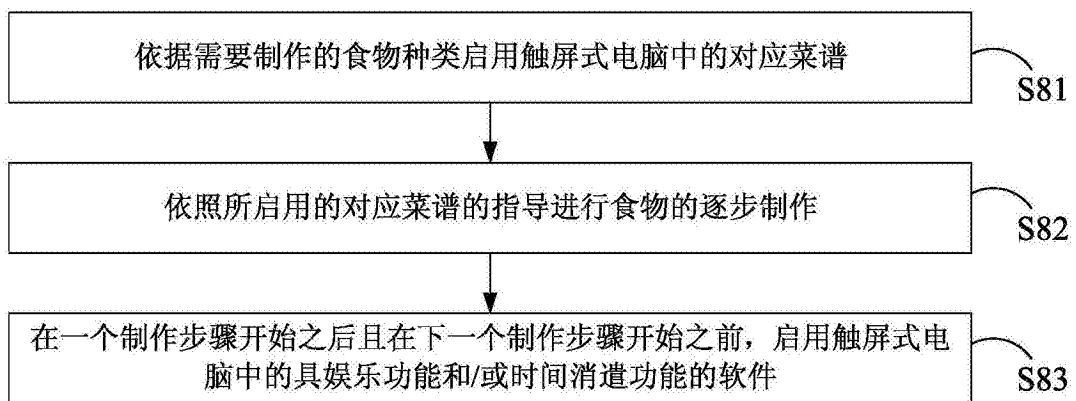 依据需要制作的食物种类启用触屏式电脑中的对应菜谱
S81
依照所启用的对应菜谱的指导进行食物的逐步制作
S82
在一个制作步骤开始之后且在下一个制作步骤开始之前，启用触屏式电
脑中的具娱乐功能和/或时间消遣功能的软件
S83